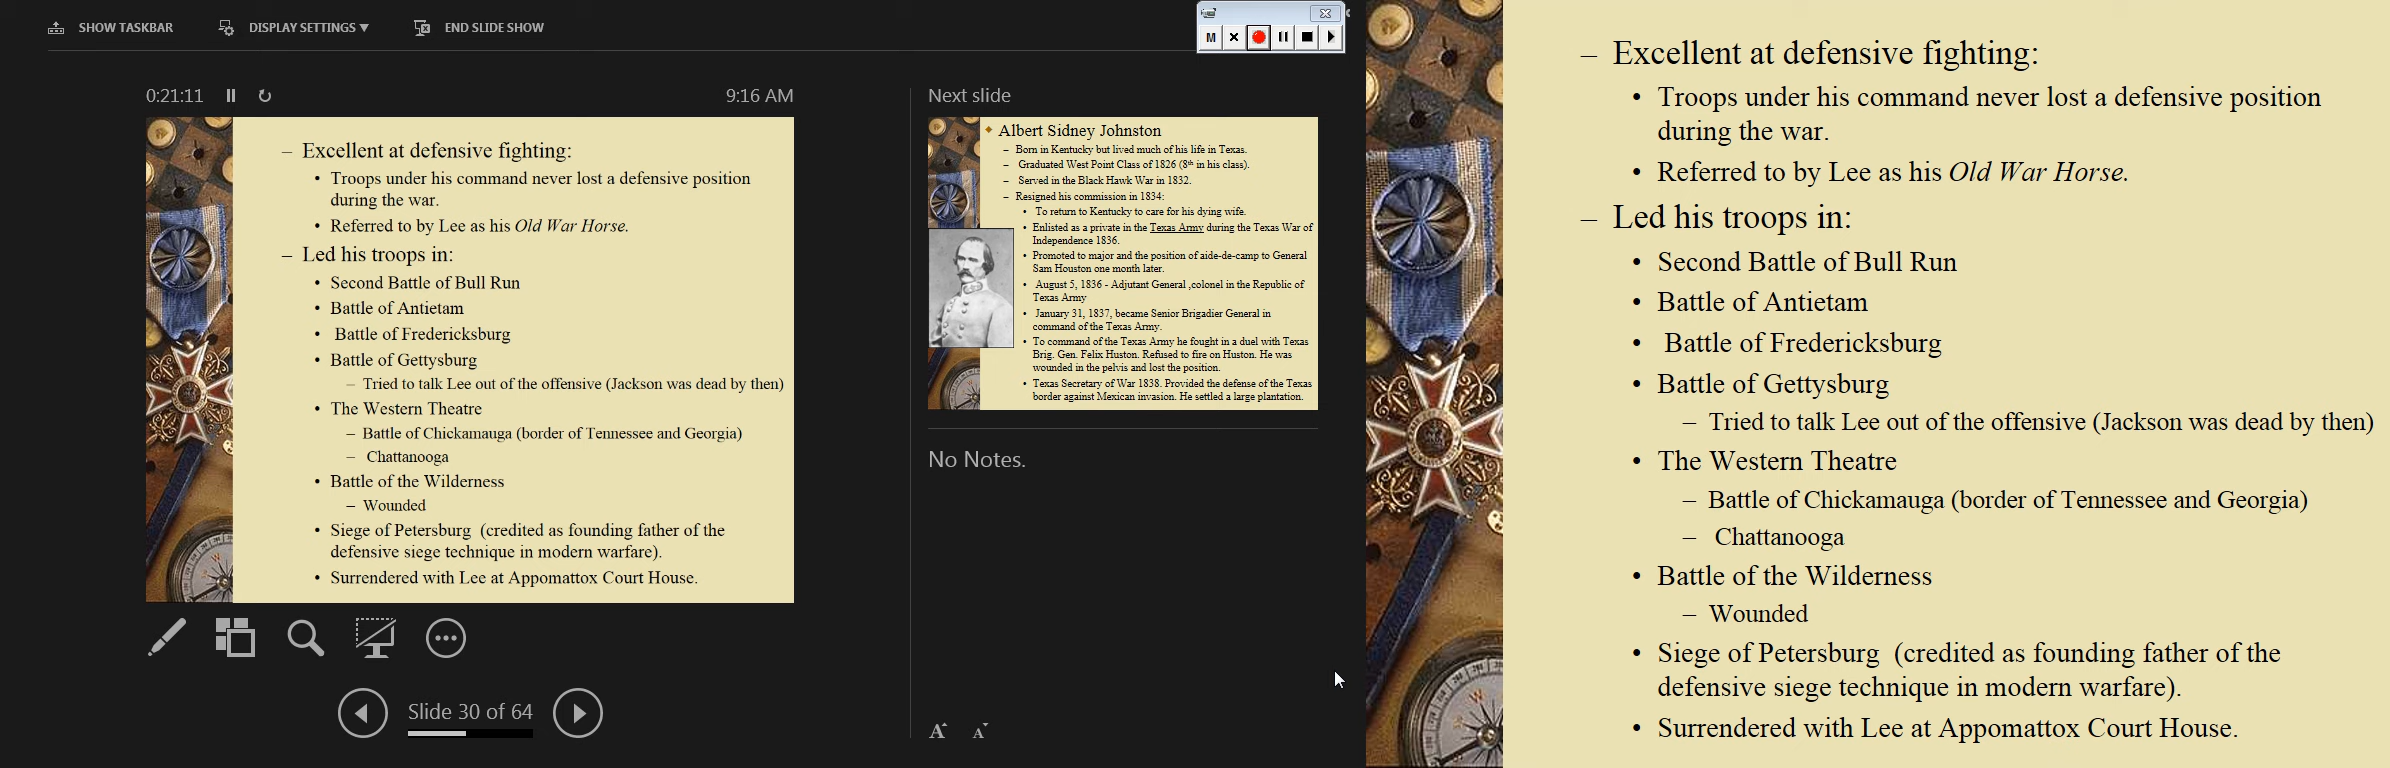 SHOW TASKBAR
DISPLAY SETTINGS ▼
END SLIDE SHOW
M
0:21:11
9:16 AM
– Excellent at defensive fighting:
• Troops under his command never lost a defensive position
during the war.
• Referred to by Lee as his Old War Horse.
– Led his troops in:
• Second Battle of Bull Run
• Battle of Antietam
• Battle of Fredericksburg
• Battle of Gettysburg
– Tried to talk Lee out of the offensive (Jackson was dead by then)
• The Western Theatre
– Battle of Chickamauga (border of Tennessee and Georgia)
– Chattanooga
• Battle of the Wilderness
– Wounded
• Siege of Petersburg (credited as founding father of the
defensive siege technique in modern warfare).
• Surrendered with Lee at Appomattox Court House.
Slide 30 of 64
Next slide
Albert Sidney Johnston
– Born in Kentucky but lived much of his life in Texas.
– Graduated West Point Class of 1826 (8th in his class).
– Served in the Black Hawk War in 1832.
– Resigned his commission in 1834:
• To return to Kentucky to care for his dying wife.
• Enlisted as a private in the Texas Army during the Texas War of
Independence 1836.
• Promoted to major and the position of aide-de-camp to General
Sam Houston one month later.
• August 5, 1836 - Adjutant General ,colonel in the Republic of
Texas Army
• January 31, 1837, became Senior Brigadier General in
command of the Texas Army.
• To command of the Texas Army he fought in a duel with Texas
Brig. Gen. Felix Huston. Refused to fire on Huston. He was
wounded in the pelvis and lost the position.
• Texas Secretary of War 1838. Provided the defense of the Texas
border against Mexican invasion. He settled a large plantation.
No Notes.
A A
– Excellent at defensive fighting:
• Troops under his command never lost a defensive position
during the war.
• Referred to by Lee as his Old War Horse.
– Led his troops in:
• Second Battle of Bull Run
• Battle of Antietam
• Battle of Fredericksburg
• Battle of Gettysburg
– Tried to talk Lee out of the offensive (Jackson was dead by then)
• The Western Theatre
– Battle of Chickamauga (border of Tennessee and Georgia)
– Chattanooga
• Battle of the Wilderness
– Wounded
• Siege of Petersburg (credited as founding father of the
defensive siege technique in modern warfare).
• Surrendered with Lee at Appomattox Court House.